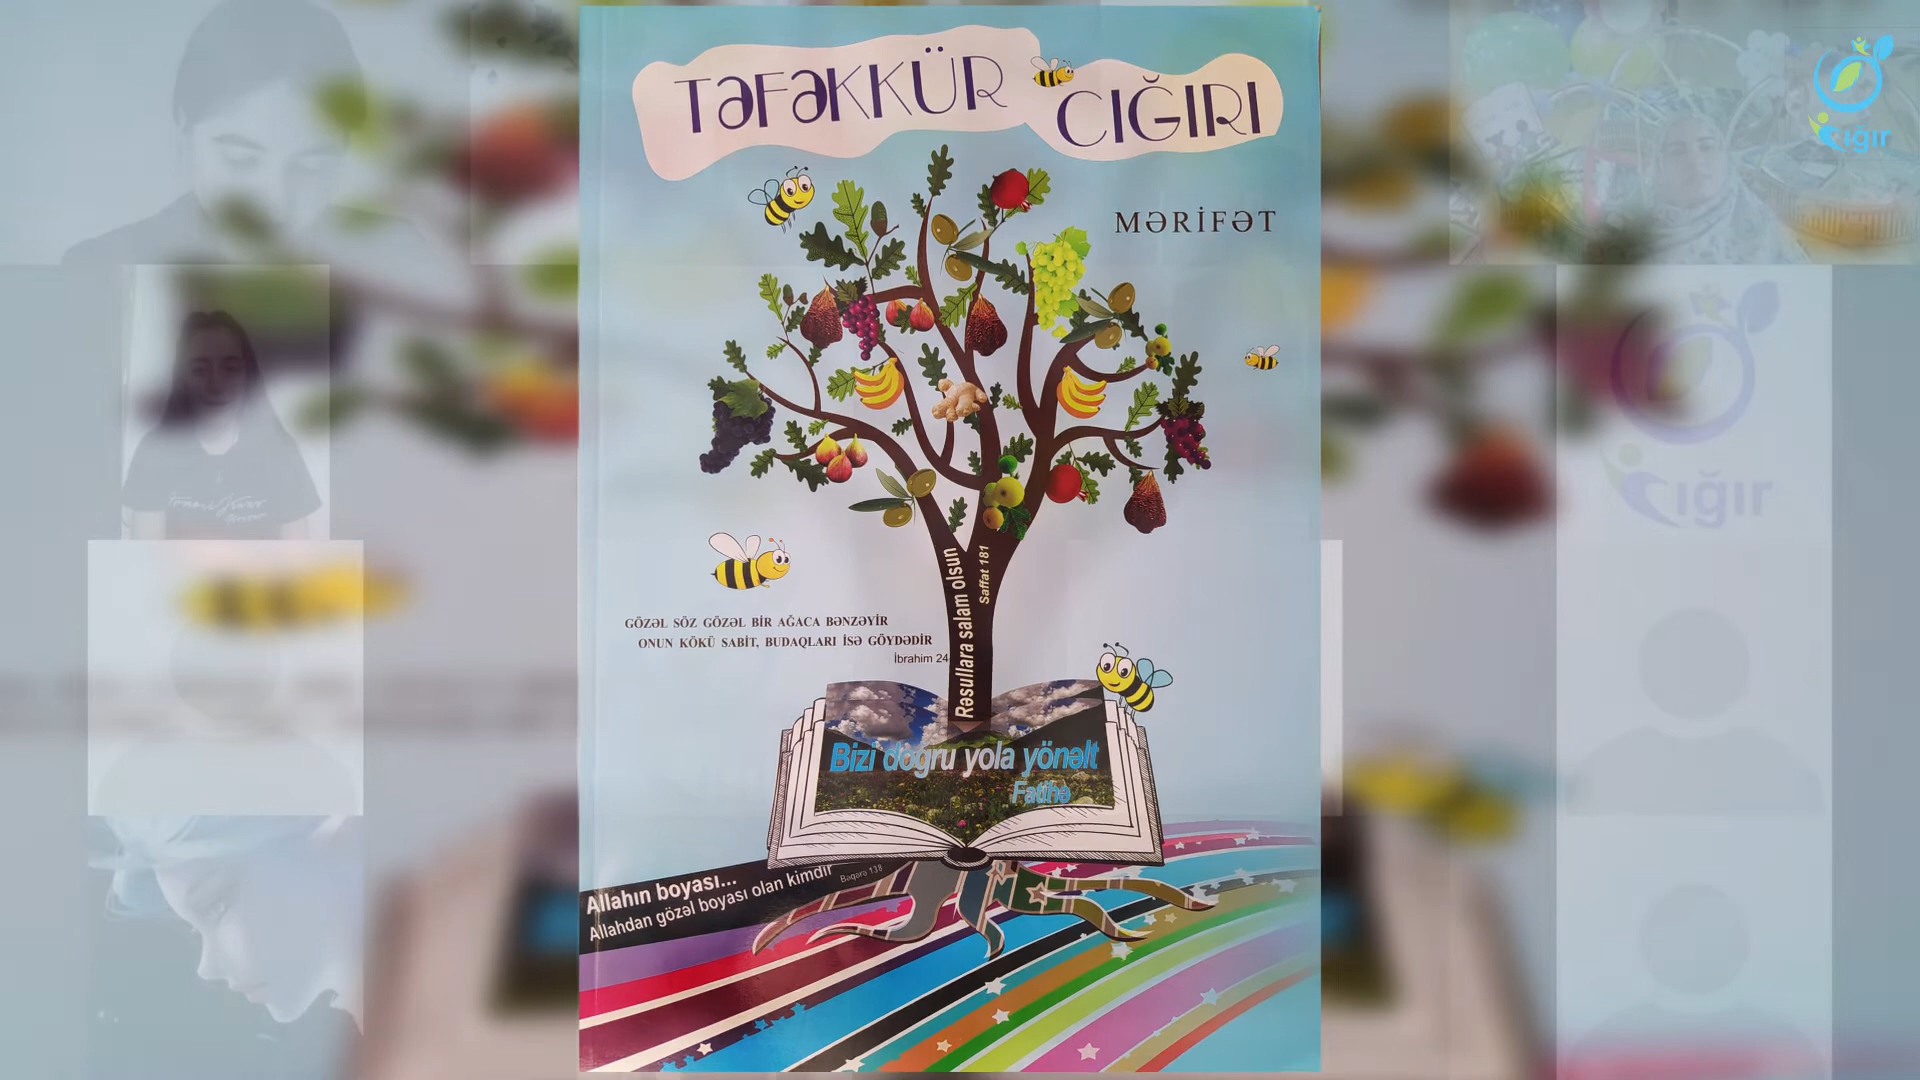 TƏFƏKKÜR
CIĞIRI
MƏRİFƏT
GÖZƏL SÖZ GÖZƏL BİR AĞACA BƏNZƏYİR
ONUN KÖKÜ SABİT, BUDAQLARI İSƏ GÖYDƏDİR
İbrahim 24
Rəsullara salam olsun
Saffat 181
Bizi doğru yola yönəlt
Fatihə
Allahın boyası...
Allahdan gözəl boyası olan kimdir
Bəqərə 138
Cığır
Cığır